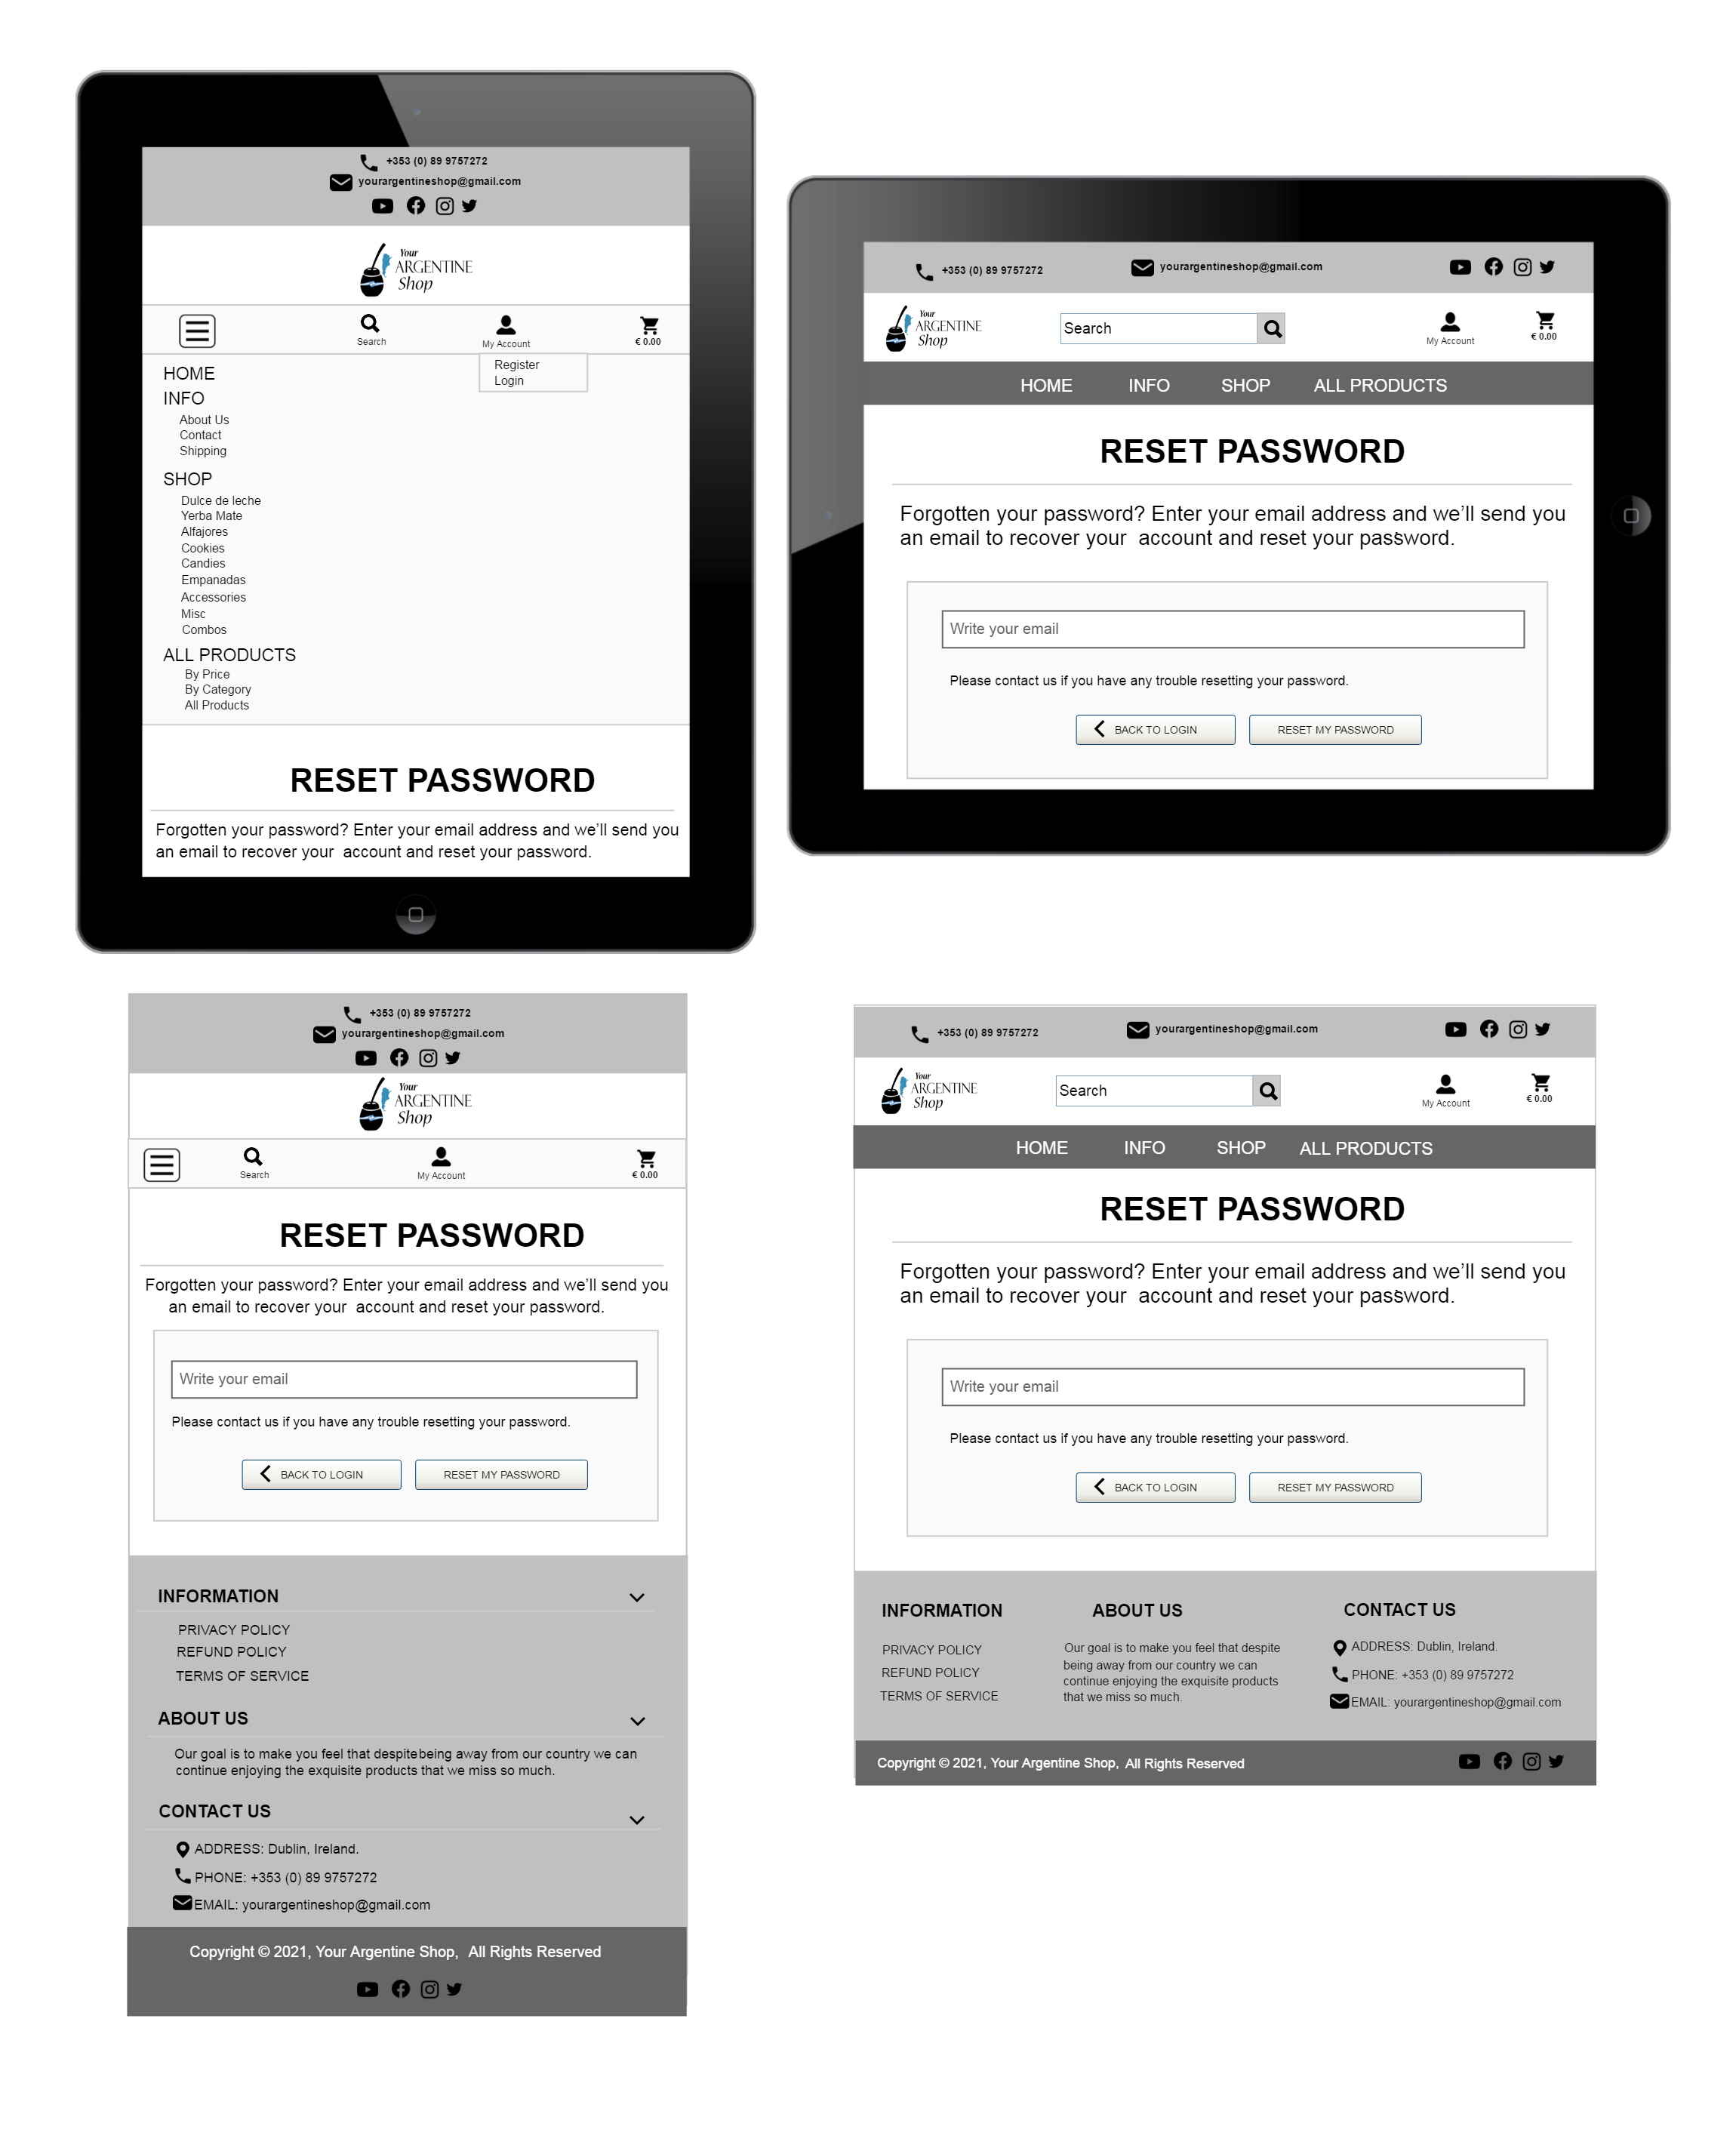 +353 (0) 89 9757272
yourargentineshop@gmail.com
Your
ARGENTINE
Shop
Search
My Account
€ 0.00
Register
Login
HOME
INFO
About Us
Contact
Shipping
SHOP
Dulce de leche
Yerba Mate
Alfajores
Cookies
Candies
Empanadas
Accessories
Misc
Combos
ALL PRODUCTS
By Price
By Category
All Products
RESET PASSWORD
Forgotten your password? Enter your email address and we'll send you
an email to recover your account and reset your password.
+353 (0) 89 9757272 yourargentineshop@gmail.com
Your
ARGENTINE
Shop
Search
My Account
€ 0.00
HOME INFO SHOP ALL PRODUCTS
RESET PASSWORD
Forgotten your password? Enter your email address and we'll send you
an email to recover your account and reset your password.
Write your email
Please contact us if you have any trouble resetting your password.
BACK TO LOGIN RESET MY PASSWORD
+353 (0) 89 9757272
yourargentineshop@gmail.com
Your
ARGENTINE
Shop
Search
My Account
€ 0.00
RESET PASSWORD
Forgotten your password? Enter your email address and we'll send you
an email to recover your account and reset your password.
Write your email
Please contact us if you have any trouble resetting your password.
BACK TO LOGIN RESET MY PASSWORD
INFORMATION
PRIVACY POLICY
REFUND POLICY
TERMS OF SERVICE
ABOUT US
Our goal is to make you feel that despitebeing away from our country we can
continue enjoying the exquisite products that we miss so much.
CONTACT US
ADDRESS: Dublin, Ireland.
PHONE: +353 (0) 89 9757272
EMAIL: yourargentineshop@gmail.com
Copyright © 2021, Your Argentine Shop, All Rights Reserved
+353 (0) 89 9757272 yourargentineshop@gmail.com
Your
ARGENTINE
Shop
Search
My Account
€ 0.00
HOME INFO SHOP ALL PRODUCTS
RESET PASSWORD
Forgotten your password? Enter your email address and we'll send you
an email to recover your account and reset your password.
Write your email
Please contact us if you have any trouble resetting your password.
BACK TO LOGIN RESET MY PASSWORD
INFORMATION
PRIVACY POLICY
REFUND POLICY
TERMS OF SERVICE
ABOUT US
Our goal is to make you feel that despite
being away from our country we can
continue enjoying the exquisite products
that we miss so much.
CONTACT US
ADDRESS: Dublin, Ireland.
PHONE: +353 (0) 89 9757272
EMAIL: yourargentineshop@gmail.com
Copyright © 2021, Your Argentine Shop, All Rights Reserved